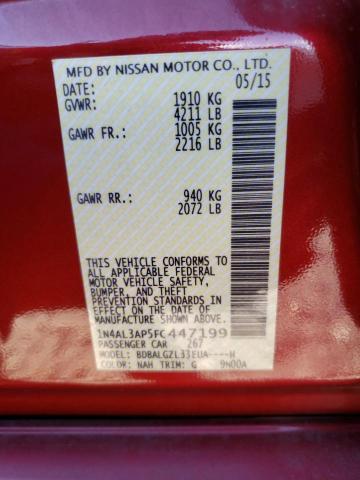 MFD BY NISSAN MOTOR CO., LTD.
DATE: 05/15
GVWR: 1910 KG
4211 LB
GAWR FR.: 1005 KG
2216 LB
GAWR RR.: 940 KG
2072 LB
THIS VEHICLE CONFORMS TO
ALL APPLICABLE FEDERAL
MOTOR VEHICLE SAFETY,
BUMPER, AND THEFT
PREVENTION STANDARDS IN
EFFECT ON THE DATE OF
MANUFACTURE SHOWN ABOVE.
1N4AL3AP5FC447199
PASSENGER CAR 267
MODEL: BDBALGZL33EUA----H
COLOR: NAH TRIM: G 9N00A